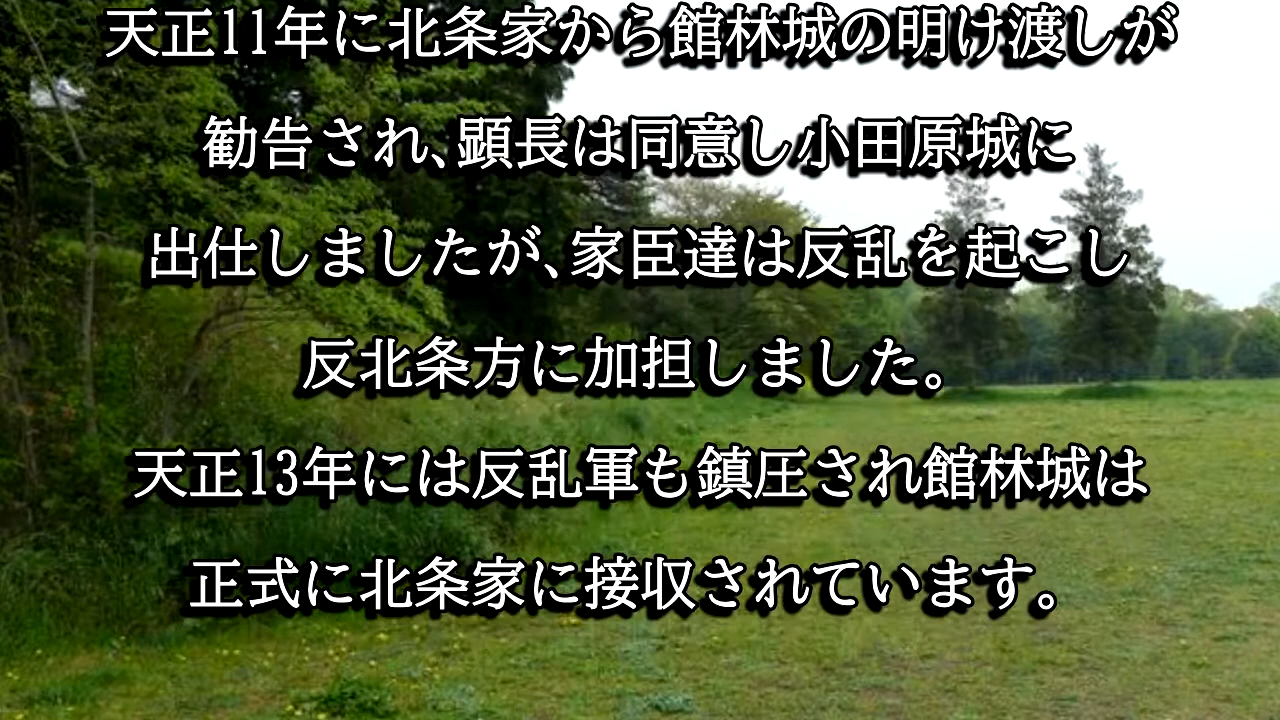 天正11年に北条家から館林城の明け渡しが
勧告され、顕長は同意し小田原城に
出仕しましたが、家臣達は反乱を起こし
反北条方に加担しました。
天正13年には反乱軍も鎮圧され館林城は
正式に北条家に接収されています。